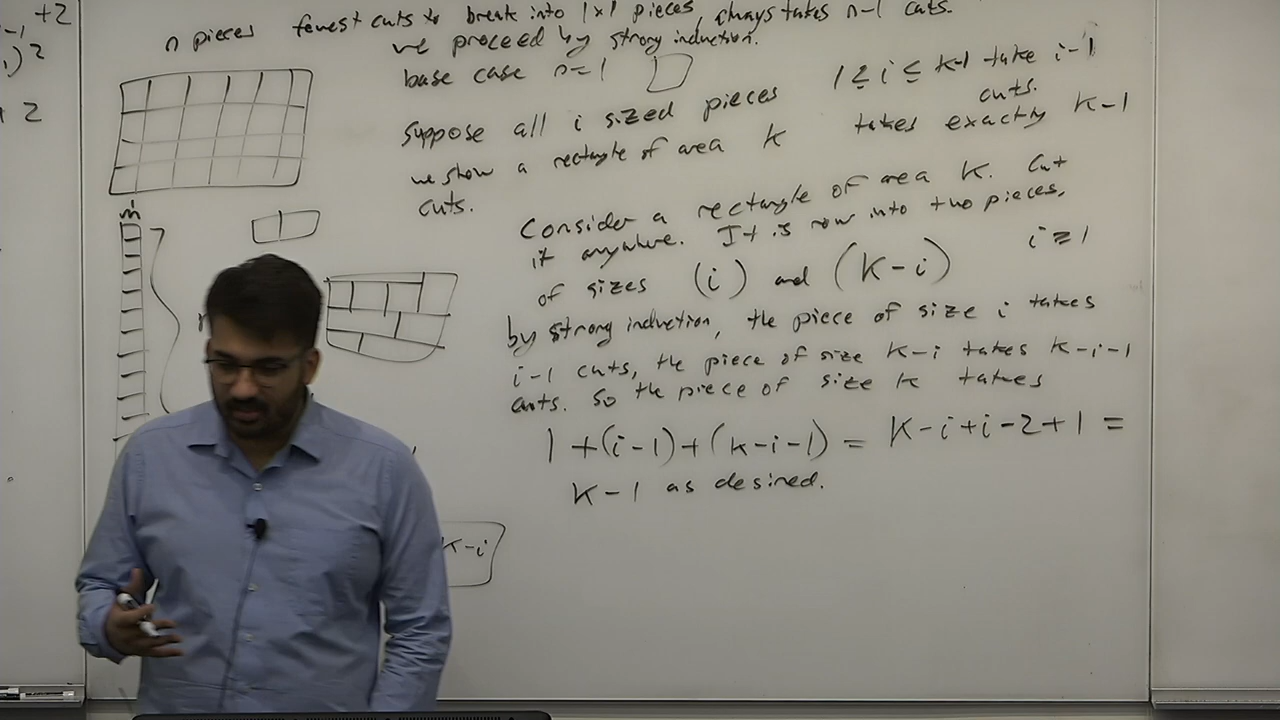 -1 +2
i)²
+ 2
n pieces fewest cuts to break into 1x1 pieces, always takes n-1 cuts.
we proceed by strong induction.
base case n=1
suppose all i sized pieces 1 ≤ i ≤ k-1 take i-1 cuts.
we show a rectangle of area k takes exactly k-1 cuts.
Consider a rectangle of area k. Cut
it anywhere. It is now into two pieces,
of sizes (i) and (k-i) i≥1
by strong induction, the piece of size i takes
i-1 cuts, the piece of size k-i takes k-i-1
cuts. So the piece of size k takes
1+(i-1)+(k-i-1) = k-i+i-2+1 =
k-1 as desired.
k-i